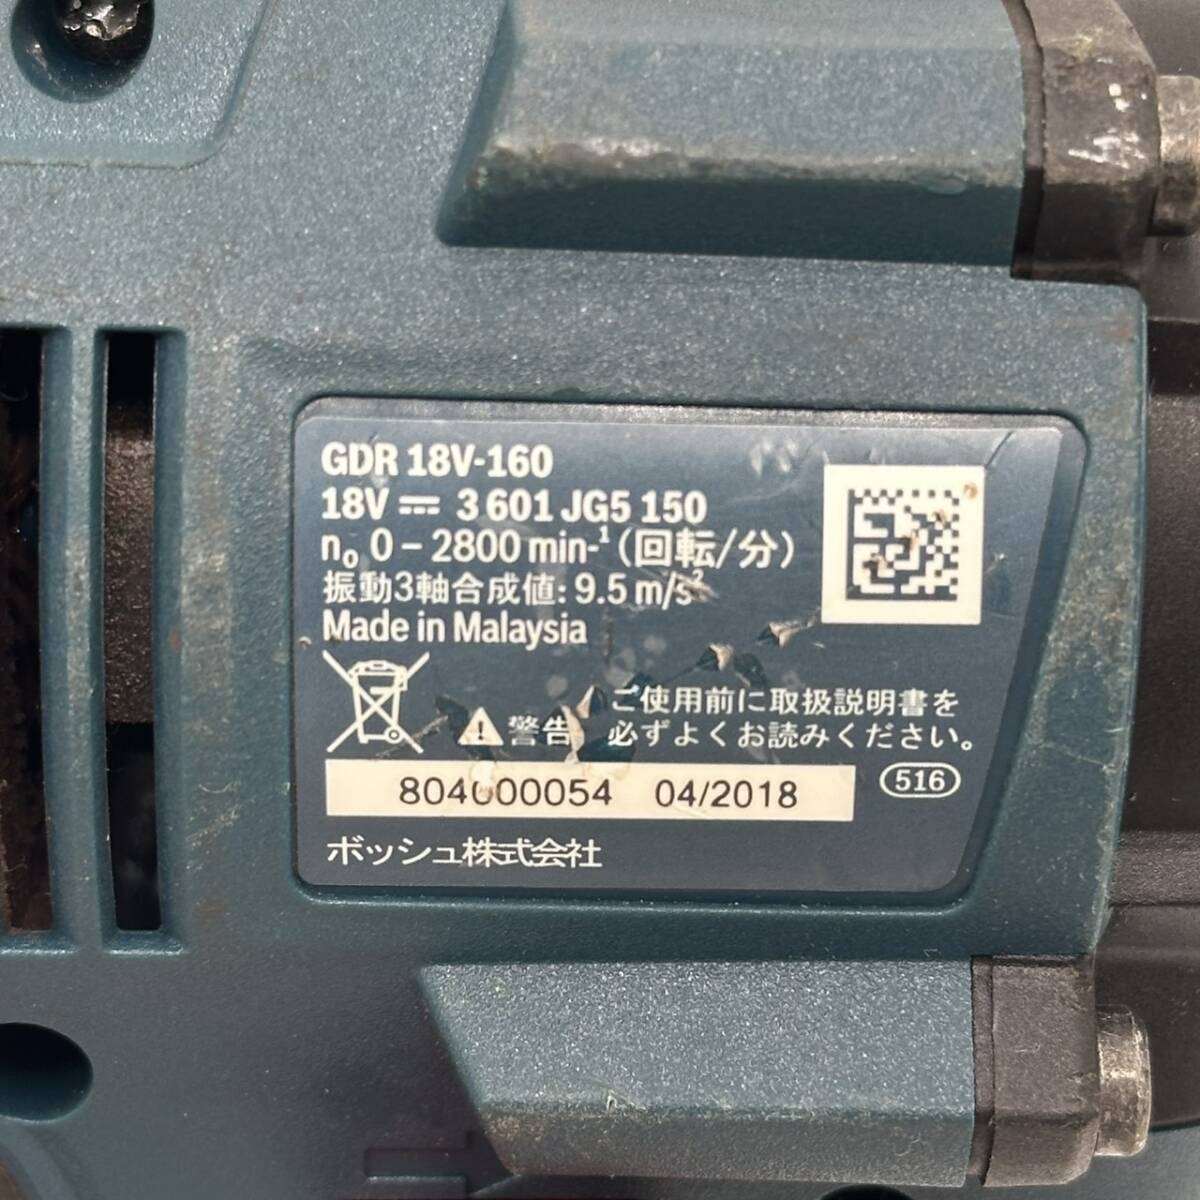 GDR 18V-160
18V ⎓ 3 601 JG5 150
n₀ 0 – 2800 min-¹ (回転/分)
振動3軸合成値: 9.5 m/s²
Made in Malaysia
⚠ 警告 ご使用前に取扱説明書を
必ずよくお読みください。
804000054 04/2018
516
ボッシュ株式会社